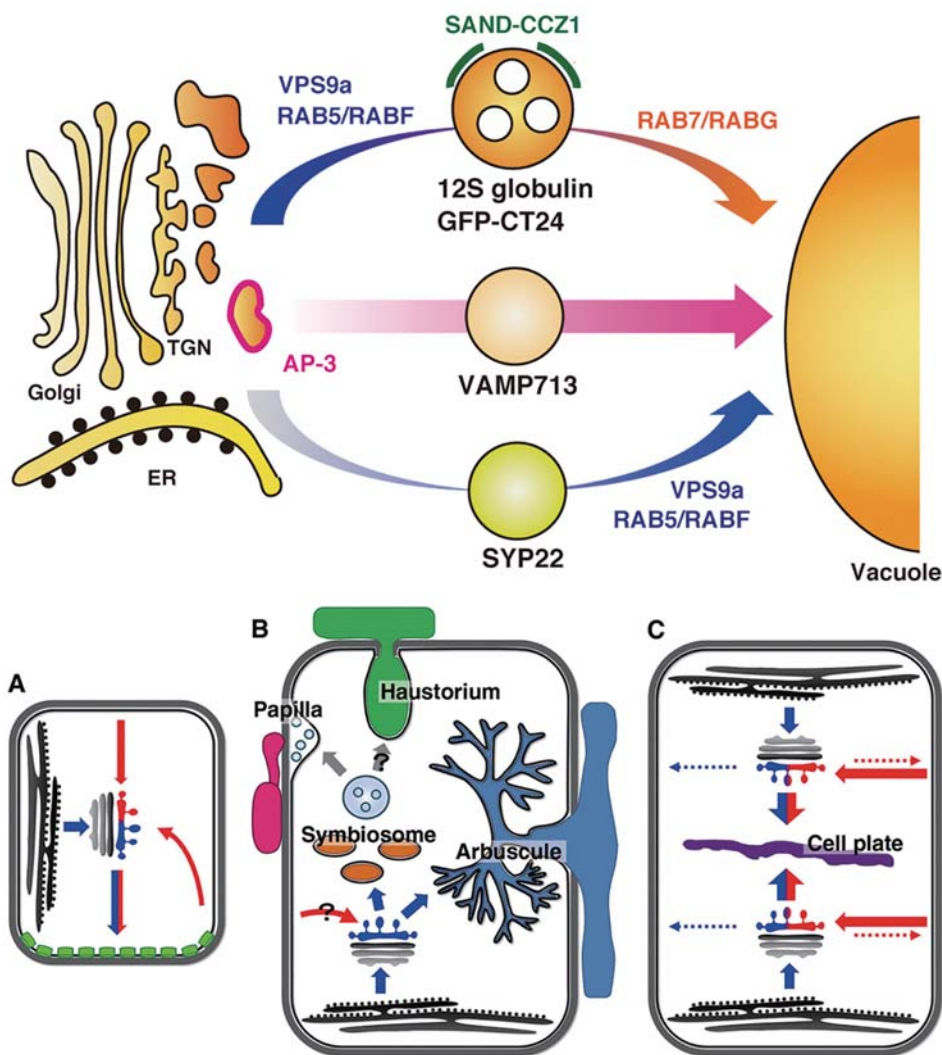 SAND-CCZ1
VPS9a
RAB5/RABF
RAB7/RABG
12S globulin
GFP-CT24
TGN
AP-3
Golgi
VAMP713
ER
VPS9a
RAB5/RABF
SYP22
Vacuole
A
B
Haustorium
Papilla
?
Symbiosome
Arbuscule
?
C
Cell plate